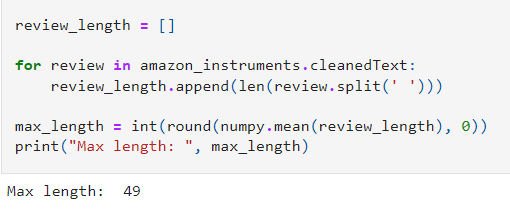 review_length = []
for review in amazon_instruments.cleanedText:
    review_length.append(len(review.split(' ')))
max_length = int(round(numpy.mean(review_length), 0))
print("Max length: ", max_length)
Max length:  49